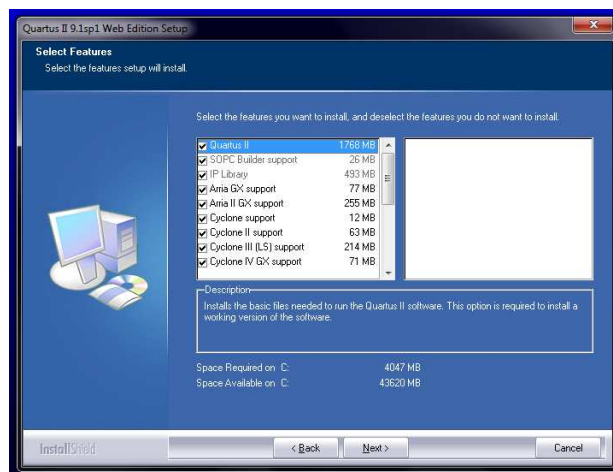 Quartus II 9.1sp1 Web Edition Setup
Select Features
Select the features setup will install.
Select the features you want to install, and deselect the features you do not want to install.
Quartus II 1768 MB
SOPC Builder support 26 MB
IP Library 493 MB
Arria GX support 77 MB
Arria II GX support 255 MB
Cyclone support 12 MB
Cyclone II support 63 MB
Cyclone III (LS) support 214 MB
Cyclone IV GX support 71 MB
Description
Installs the basic files needed to run the Quartus II software. This option is required to install a
working version of the software.
Space Required on C: 4047 MB
Space Available on C: 43620 MB
InstallShield
< Back Next > Cancel